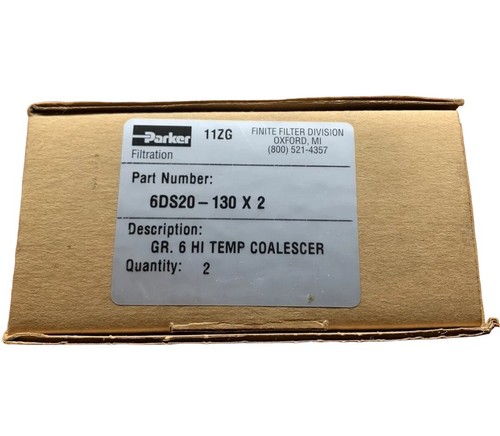 Parker 11ZG FINITE FILTER DIVISION
Filtration OXFORD, MI
(800) 521-4357
Part Number:
6DS20-130 X 2
Description:
GR. 6 HI TEMP COALESCER
Quantity: 2